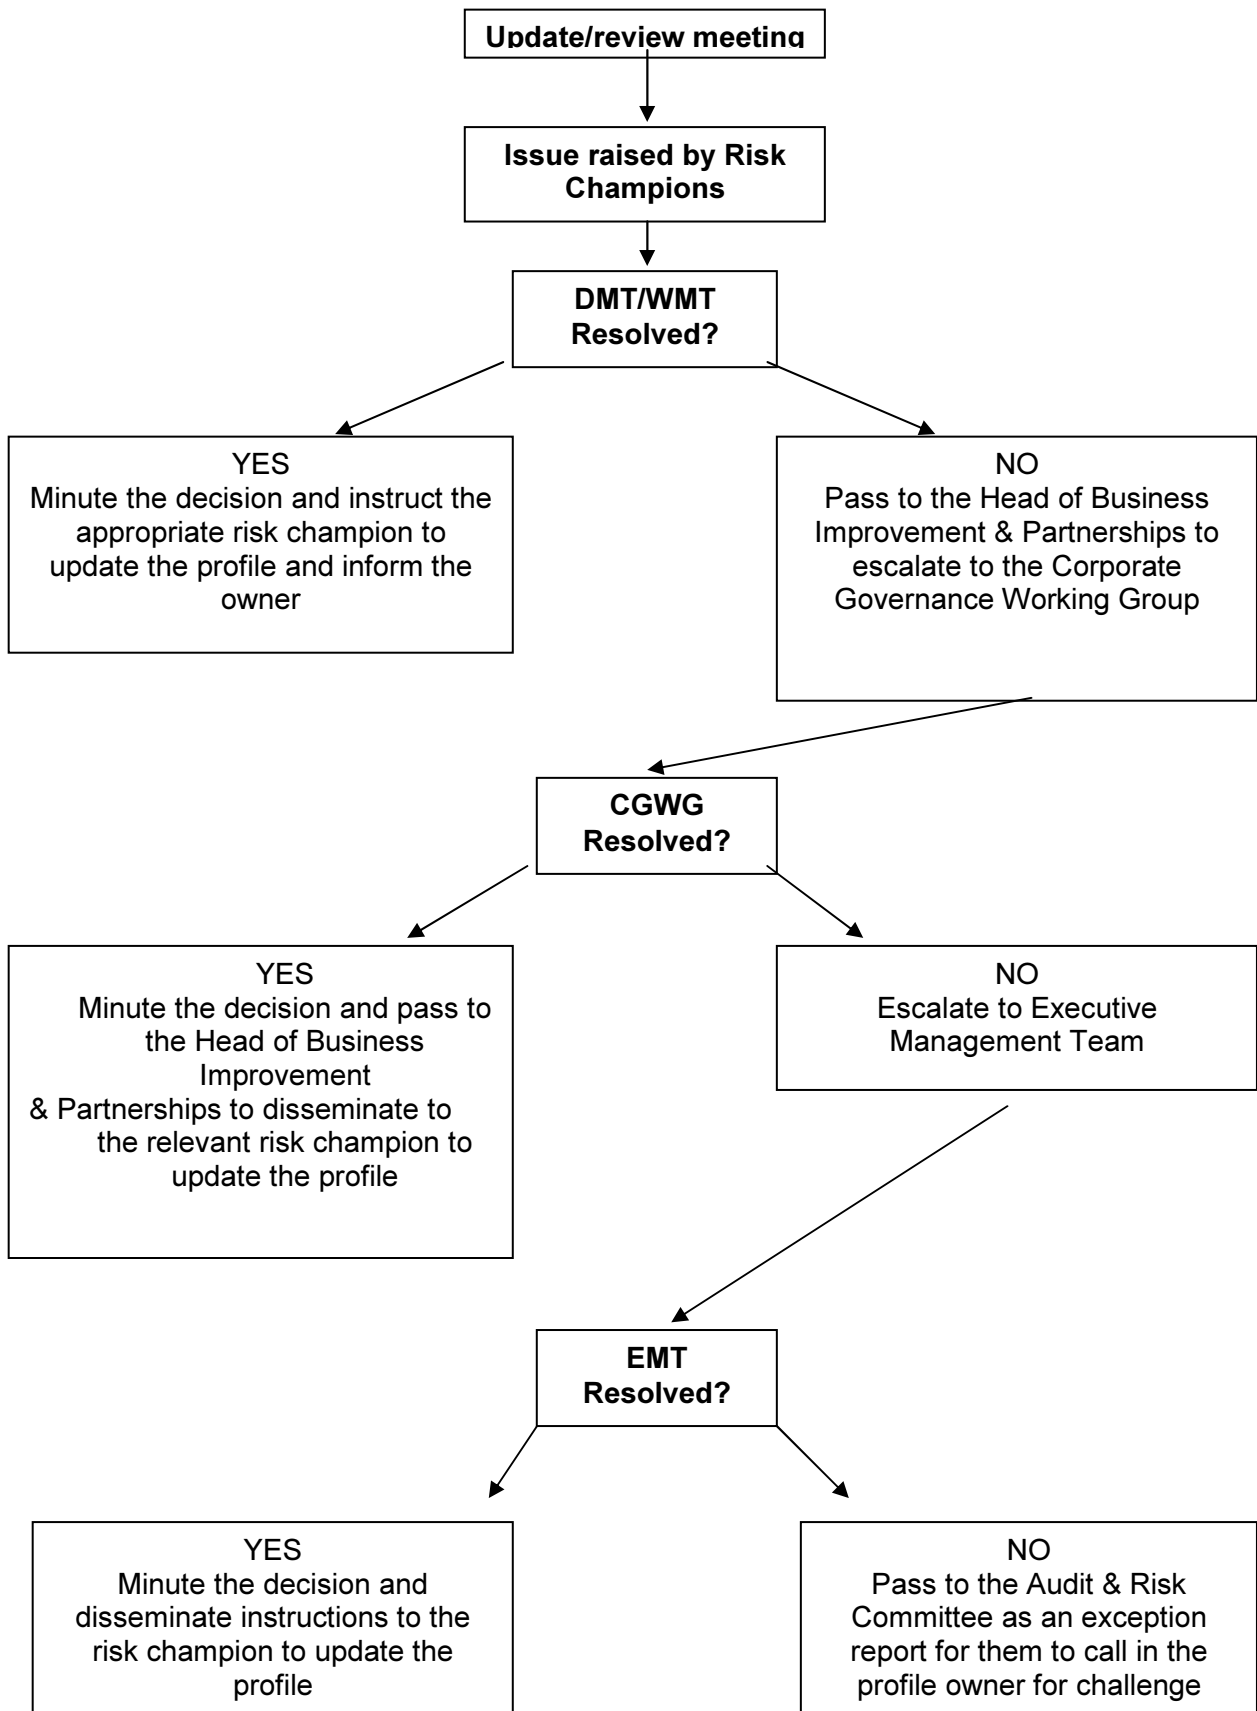 Update/review meeting
Issue raised by Risk
Champions
DMT/WMT
Resolved?
YES
Minute the decision and instruct the
appropriate risk champion to
update the profile and inform the
owner
NO
Pass to the Head of Business
Improvement & Partnerships to
escalate to the Corporate
Governance Working Group
CGWG
Resolved?
YES
Minute the decision and pass to
the Head of Business
Improvement
& Partnerships to disseminate to
the relevant risk champion to
update the profile
NO
Escalate to Executive
Management Team
EMT
Resolved?
YES
Minute the decision and
disseminate instructions to the
risk champion to update the
profile
NO
Pass to the Audit & Risk
Committee as an exception
report for them to call in the
profile owner for challenge